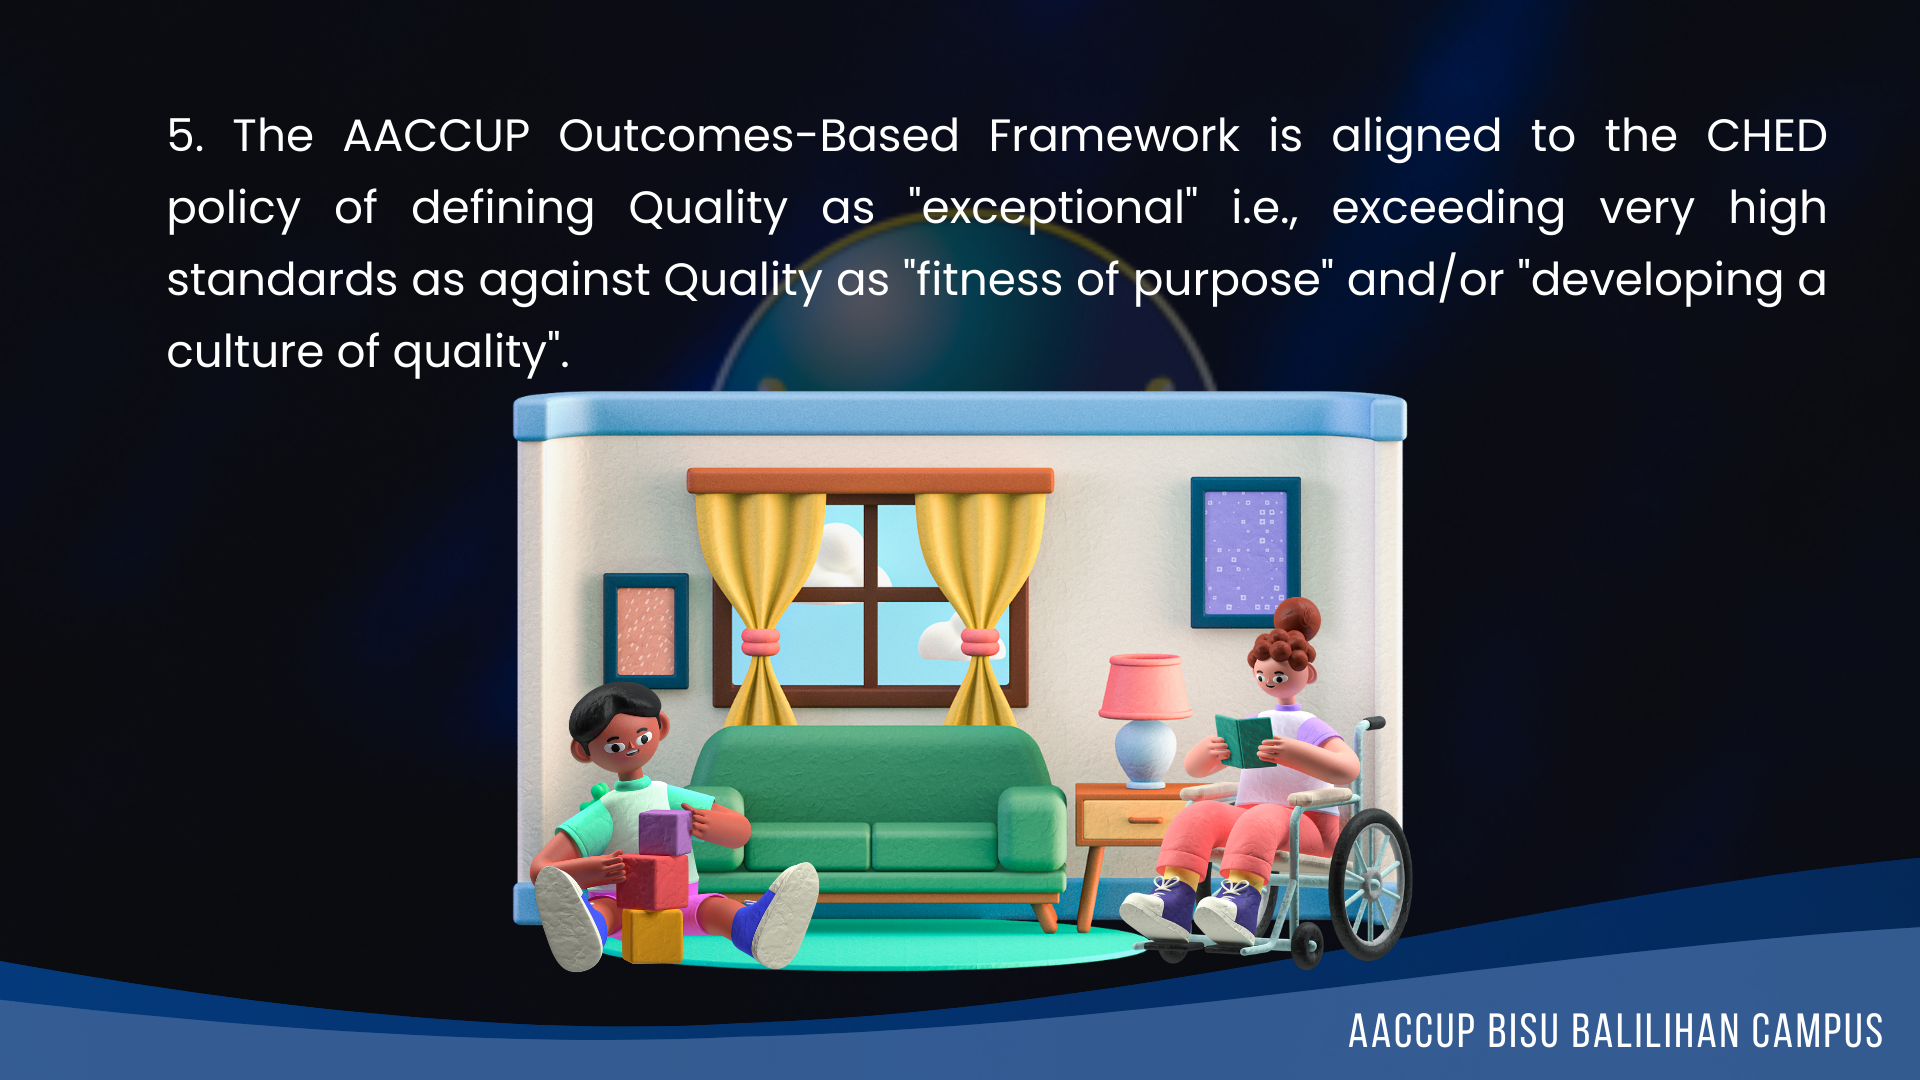 5. The AACCUP Outcomes-Based Framework is aligned to the CHED
policy of defining Quality as "exceptional" i.e., exceeding very high
standards as against Quality as "fitness of purpose" and/or "developing a
culture of quality".
AACCUP BISU BALILIHAN CAMPUS